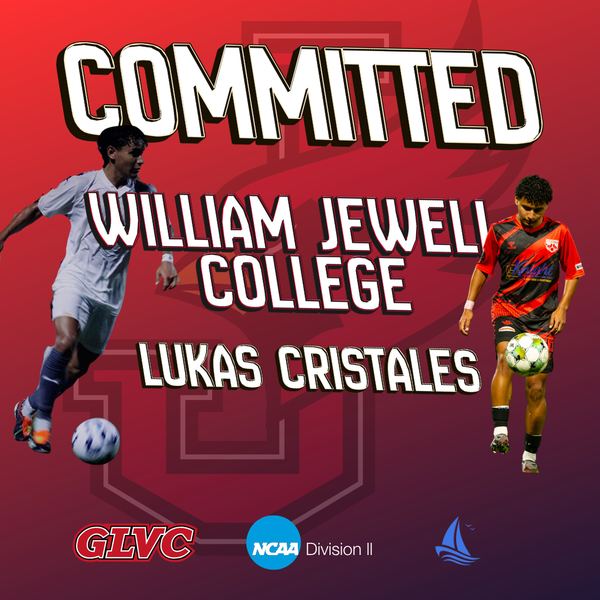 COMMITTED
WILLIAM JEWELL
COLLEGE
LUKAS CRISTALES
GLVC
NCAA Division II